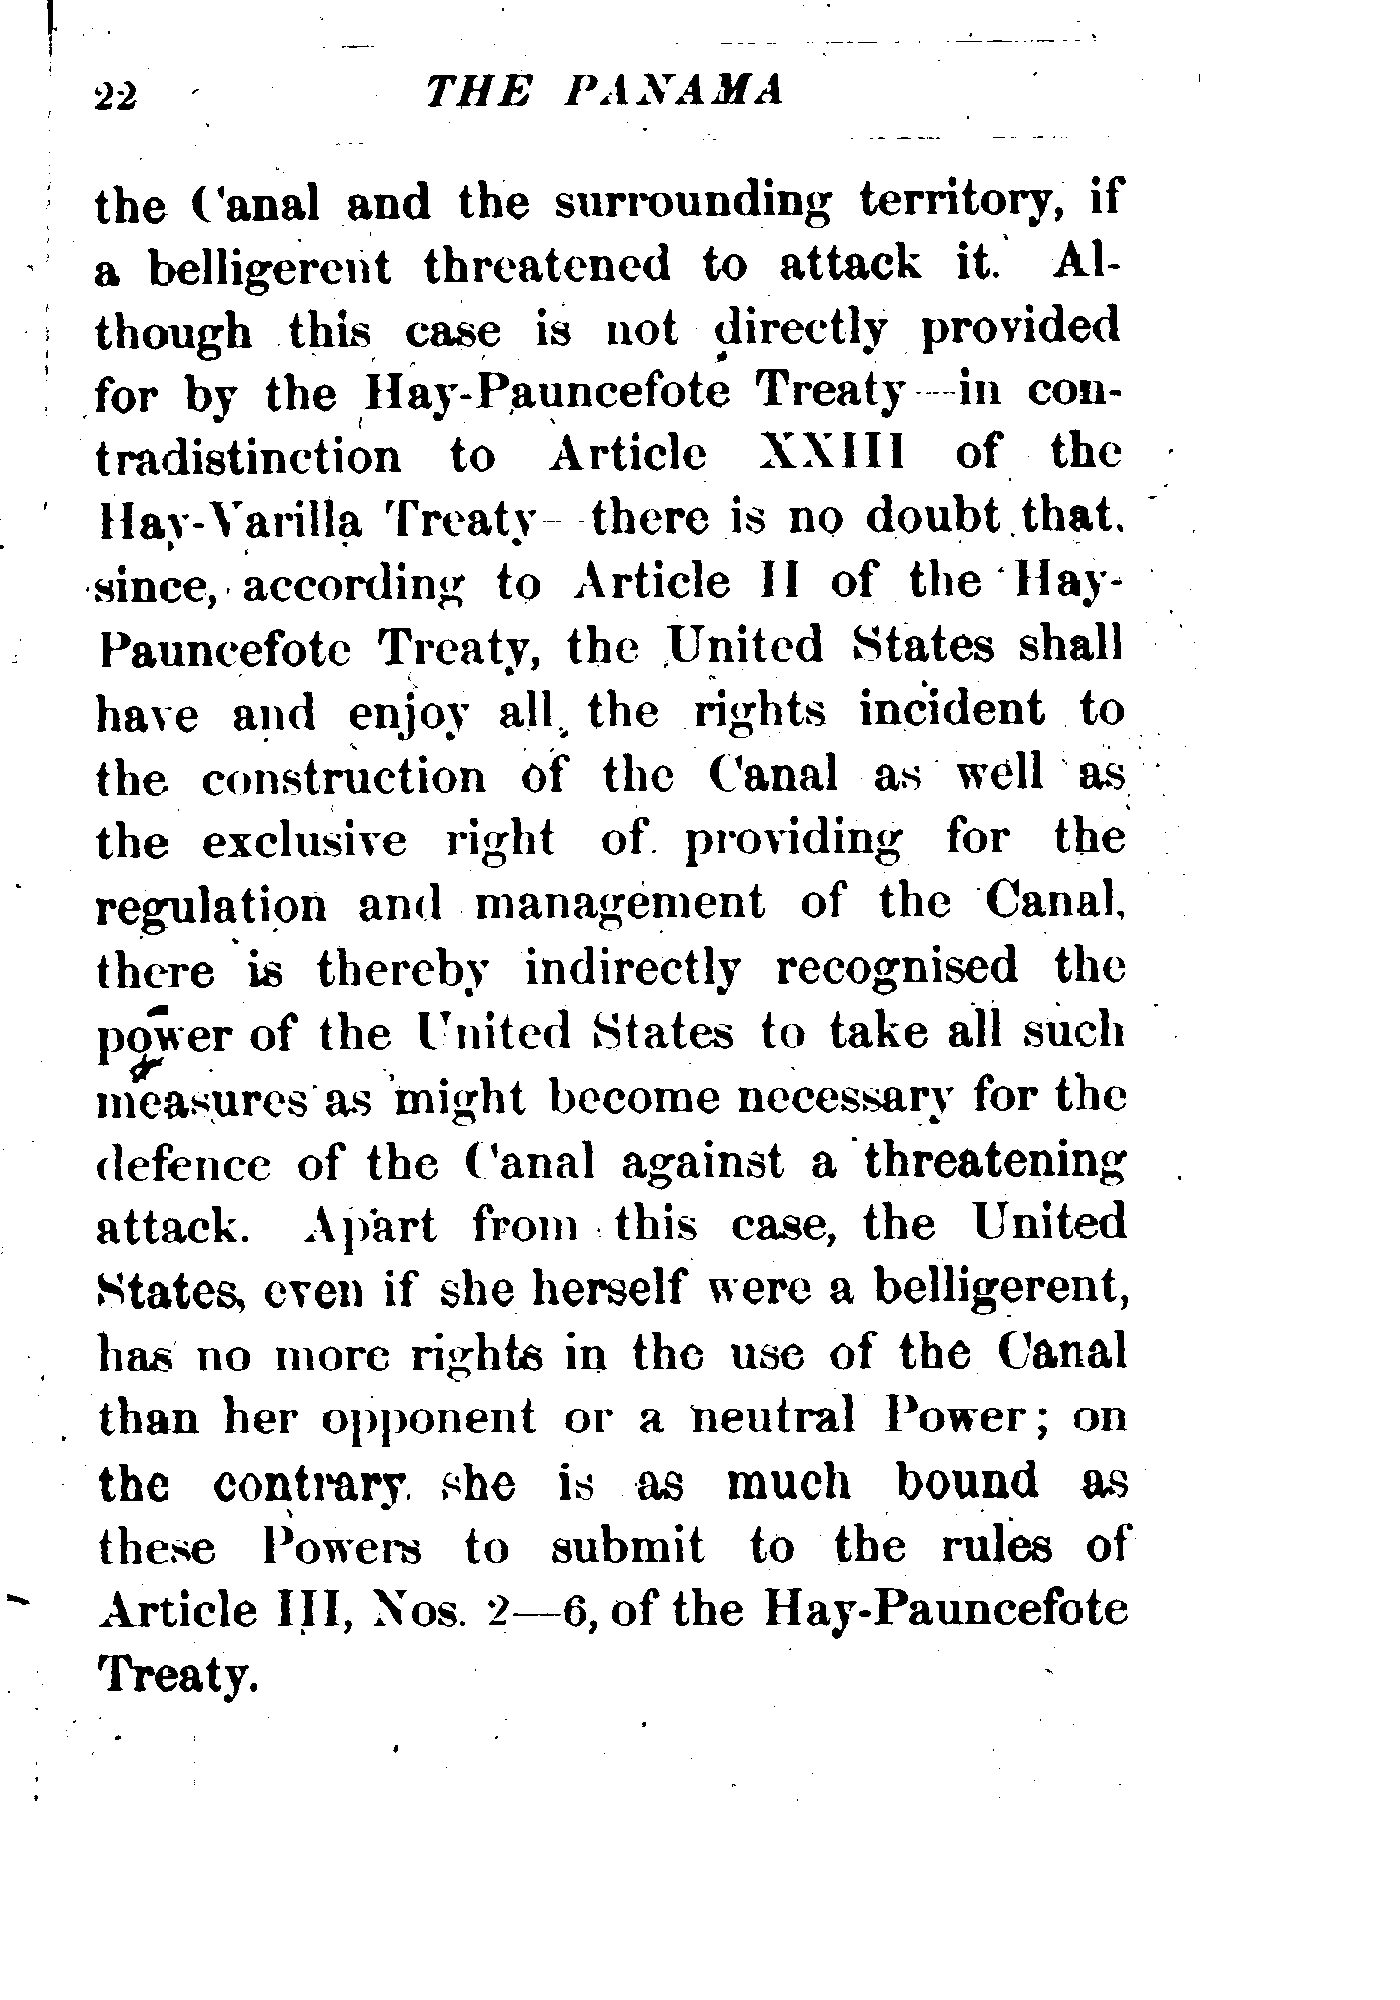 22 THE PANAMA
the Canal and the surrounding territory, if
a belligerent threatened to attack it. Al-
though this case is not directly provided
for by the Hay-Pauncefote Treaty—in con-
tradistinction to Article XXIII of the
Hay-Varilla Treaty—there is no doubt that,
since, according to Article II of the Hay-
Pauncefote Treaty, the United States shall
have and enjoy all the rights incident to
the construction of the Canal as well as
the exclusive right of providing for the
regulation and management of the Canal,
there is thereby indirectly recognised the
power of the United States to take all such
measures as might become necessary for the
defence of the Canal against a threatening
attack. Apart from this case, the United
States, even if she herself were a belligerent,
has no more rights in the use of the Canal
than her opponent or a neutral Power; on
the contrary, she is as much bound as
these Powers to submit to the rules of
Article III, Nos. 2—6, of the Hay-Pauncefote
Treaty.